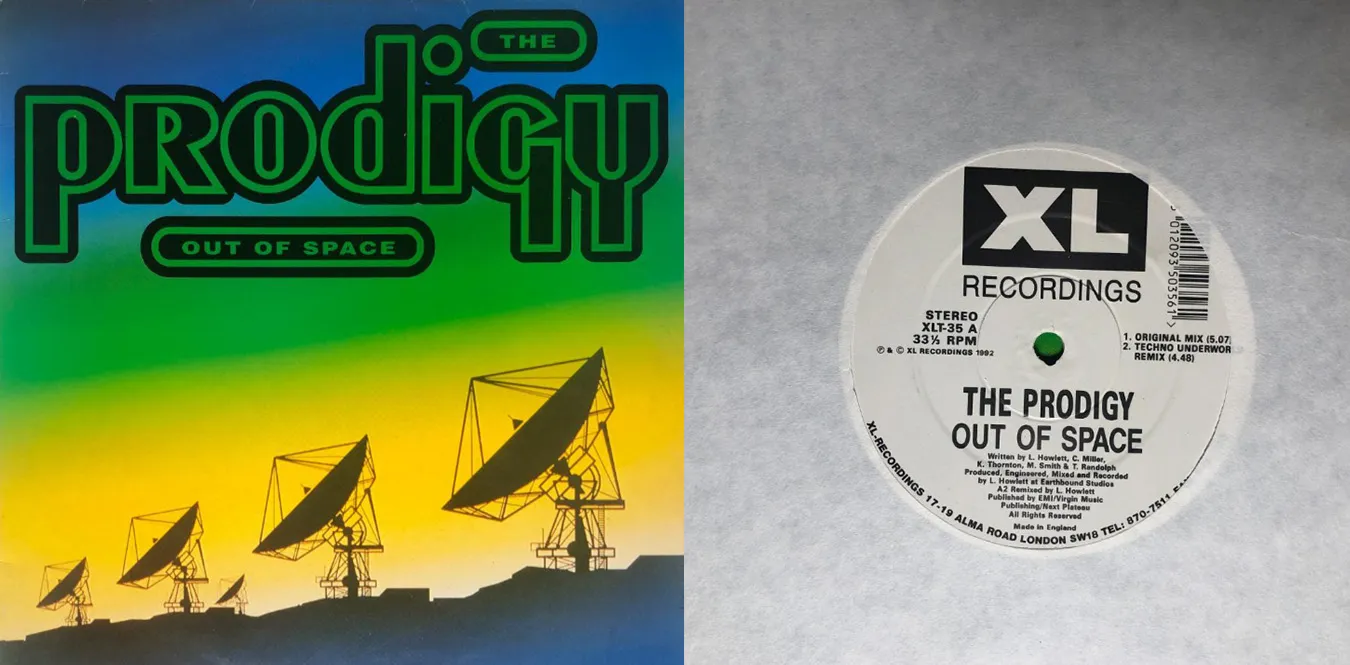 THE
prodigy
OUT OF SPACE
XL
RECORDINGS
STEREO
XLT-35 A
33⅓ RPM
℗ & © XL RECORDINGS 1992
5 012093 503561 >
1. ORIGINAL MIX (5.07)
2. TECHNO UNDERWOR
REMIX (4.48)
THE PRODIGY
OUT OF SPACE
Written by L. Howlett, C. Miller,
K. Thornton, M. Smith & T. Randolph
Produced, Engineered, Mixed and Recorded
by L. Howlett at Earthbound Studios
A2 Remixed by L. Howlett
Published by EMI/Virgin Music
Publishing/Next Plateau
All Rights Reserved
Made in England
XL-RECORDINGS 17-19 ALMA ROAD LONDON SW18 TEL: 870-7511